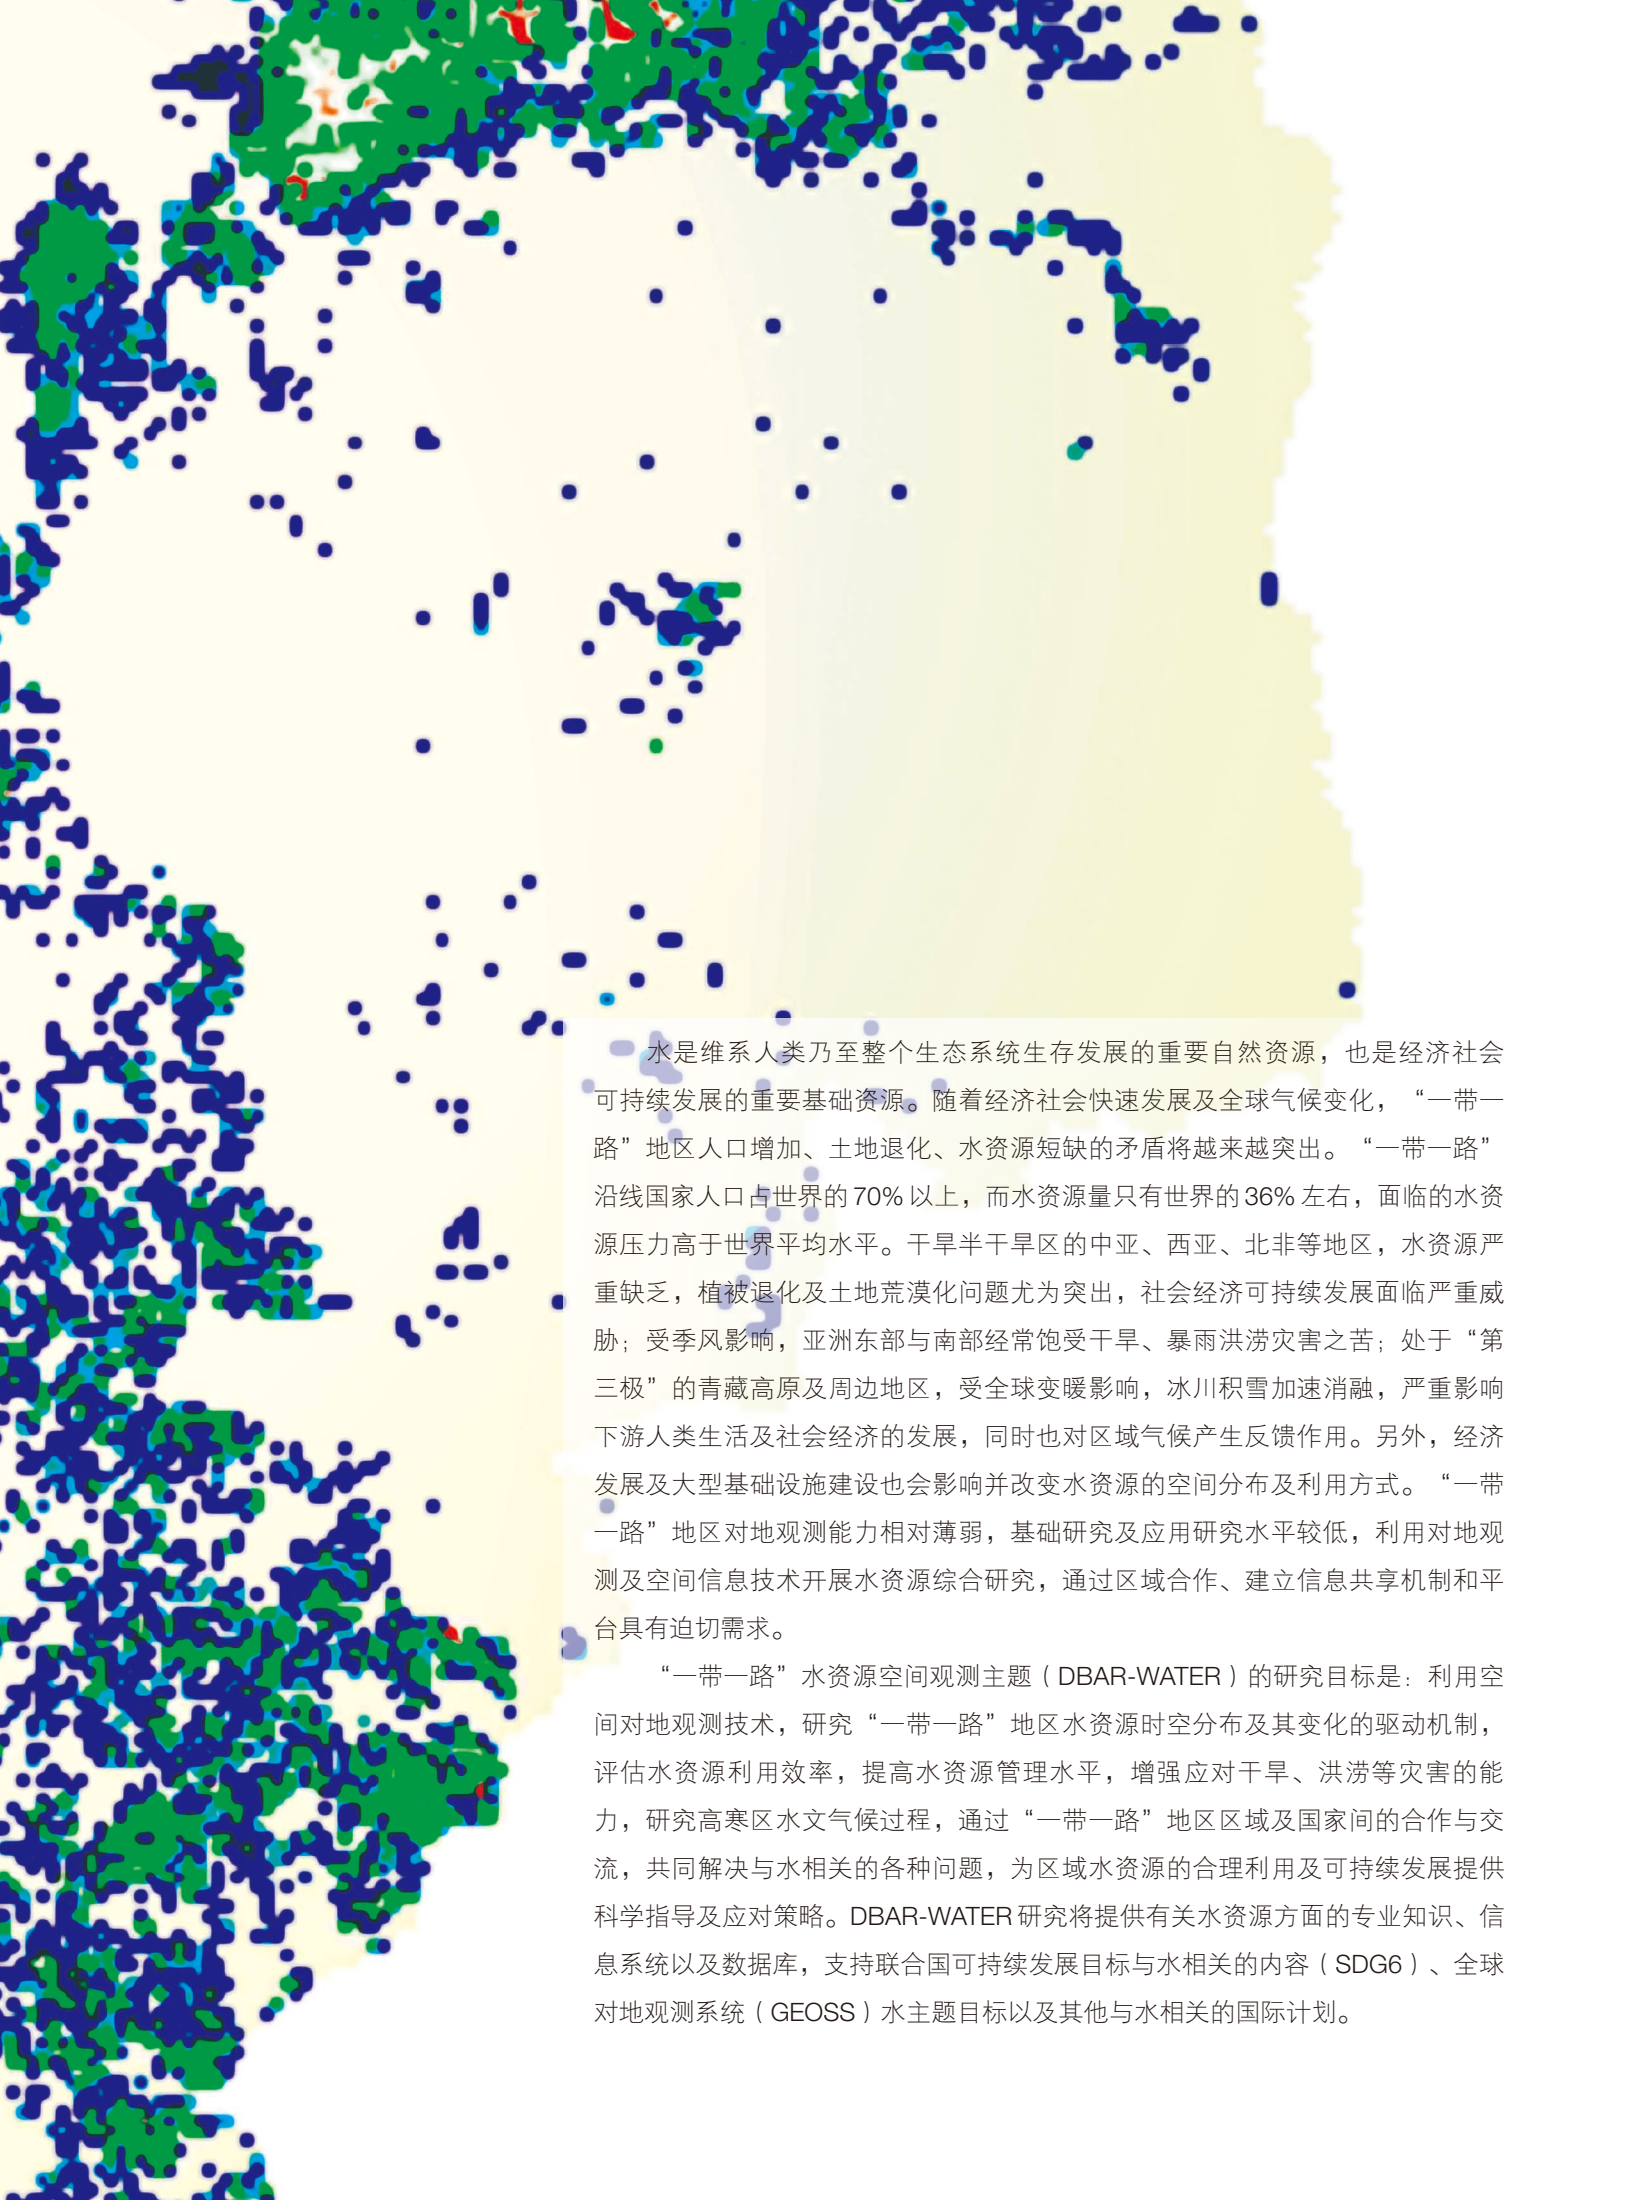 水是维系人类乃至整个生态系统生存发展的重要自然资源，也是经济社会
可持续发展的重要基础资源。随着经济社会快速发展及全球气候变化，“一带一
路”地区人口增加、土地退化、水资源短缺的矛盾将越来越突出。“一带一路”
沿线国家人口占世界的 70% 以上，而水资源量只有世界的 36% 左右，面临的水资
源压力高于世界平均水平。干旱半干旱区的中亚、西亚、北非等地区，水资源严
重缺乏，植被退化及土地荒漠化问题尤为突出，社会经济可持续发展面临严重威
胁；受季风影响，亚洲东部与南部经常饱受干旱、暴雨洪涝灾害之苦；处于“第
三极”的青藏高原及周边地区，受全球变暖影响，冰川积雪加速消融，严重影响
下游人类生活及社会经济的发展，同时也对区域气候产生反馈作用。另外，经济
发展及大型基础设施建设也会影响并改变水资源的空间分布及利用方式。“一带
一路”地区对地观测能力相对薄弱，基础研究及应用研究水平较低，利用对地观
测及空间信息技术开展水资源综合研究，通过区域合作、建立信息共享机制和平
台具有迫切需求。
“一带一路”水资源空间观测主题（DBAR-WATER）的研究目标是：利用空
间对地观测技术，研究“一带一路”地区水资源时空分布及其变化的驱动机制，
评估水资源利用效率，提高水资源管理水平，增强应对干旱、洪涝等灾害的能
力，研究高寒区水文气候过程，通过“一带一路”地区区域及国家间的合作与交
流，共同解决与水相关的各种问题，为区域水资源的合理利用及可持续发展提供
科学指导及应对策略。DBAR-WATER 研究将提供有关水资源方面的专业知识、信
息系统以及数据库，支持联合国可持续发展目标与水相关的内容（SDG6）、全球
对地观测系统（GEOSS）水主题目标以及其他与水相关的国际计划。